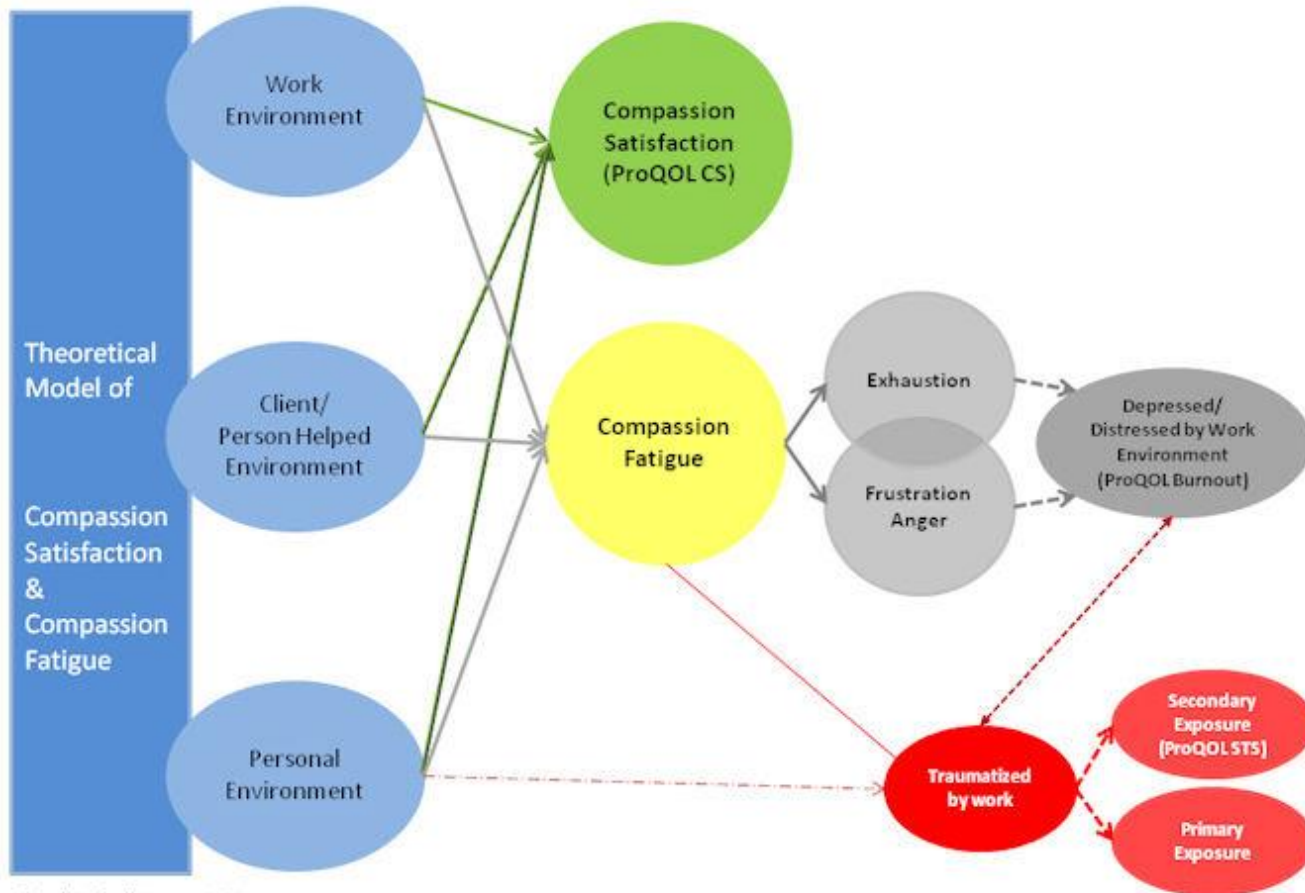 Theoretical
Model of
Compassion
Satisfaction
&
Compassion
Fatigue
Work
Environment
Client/
Person Helped
Environment
Personal
Environment
Compassion
Satisfaction
(ProQOL CS)
Compassion
Fatigue
Exhaustion
Frustration
Anger
Depressed/
Distressed by Work
Environment
(ProQOL Burnout)
Traumatized
by work
Secondary
Exposure
(ProQOL STS)
Primary
Exposure